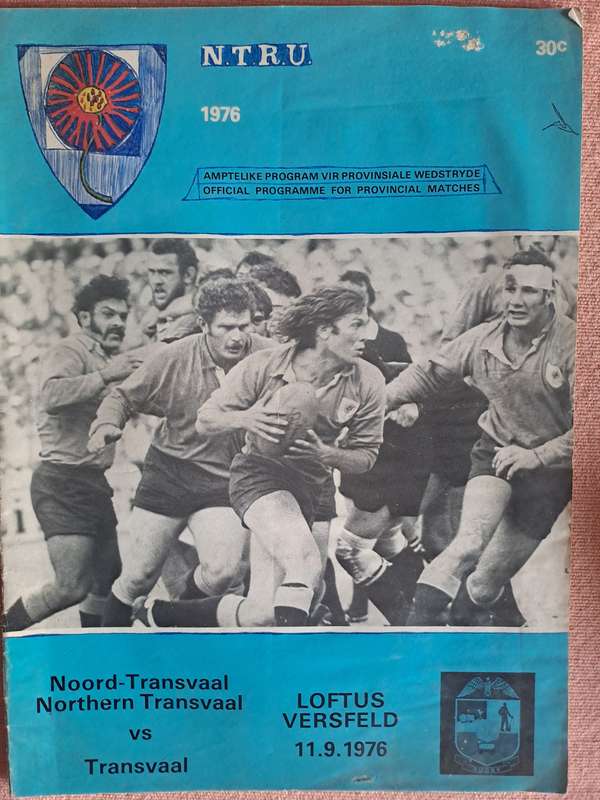 N.T.R.U.
30c
1976
AMPTELIKE PROGRAM VIR PROVINSIALE WEDSTRYDE
OFFICIAL PROGRAMME FOR PROVINCIAL MATCHES
Noord-Transvaal
Northern Transvaal
vs
Transvaal
LOFTUS
VERSFELD
11.9.1976